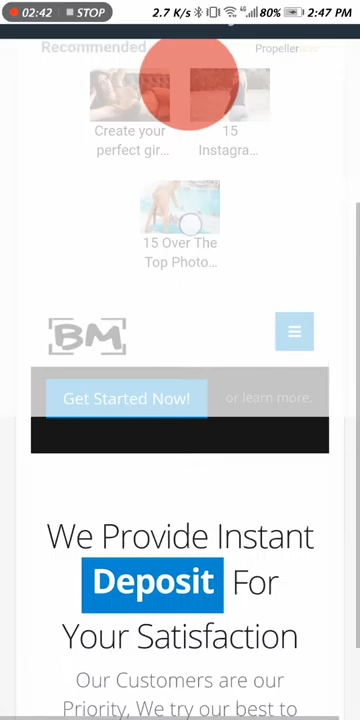 02:42 STOP 2.7 K/s 4G 80% 2:47 PM
Recommended Propeller
Create your
perfect gir...
15
Instagra...
15 Over The
Top Photo...
BM
Get Started Now! or learn more.
We Provide Instant
Deposit For
Your Satisfaction
Our Customers are our
Priority, We try our best to